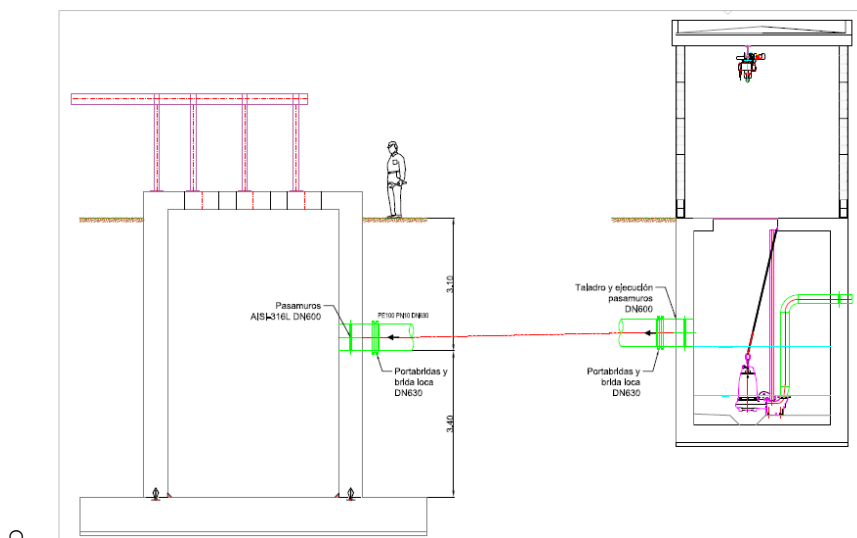 Pasamuros
AISI-316L DN600
PE100 PN10 DN630
Portabridas y
brida loca
DN630
3,10
3,40
Taladro y ejecución
pasamuros
DN600
Portabridas y
brida loca
DN630